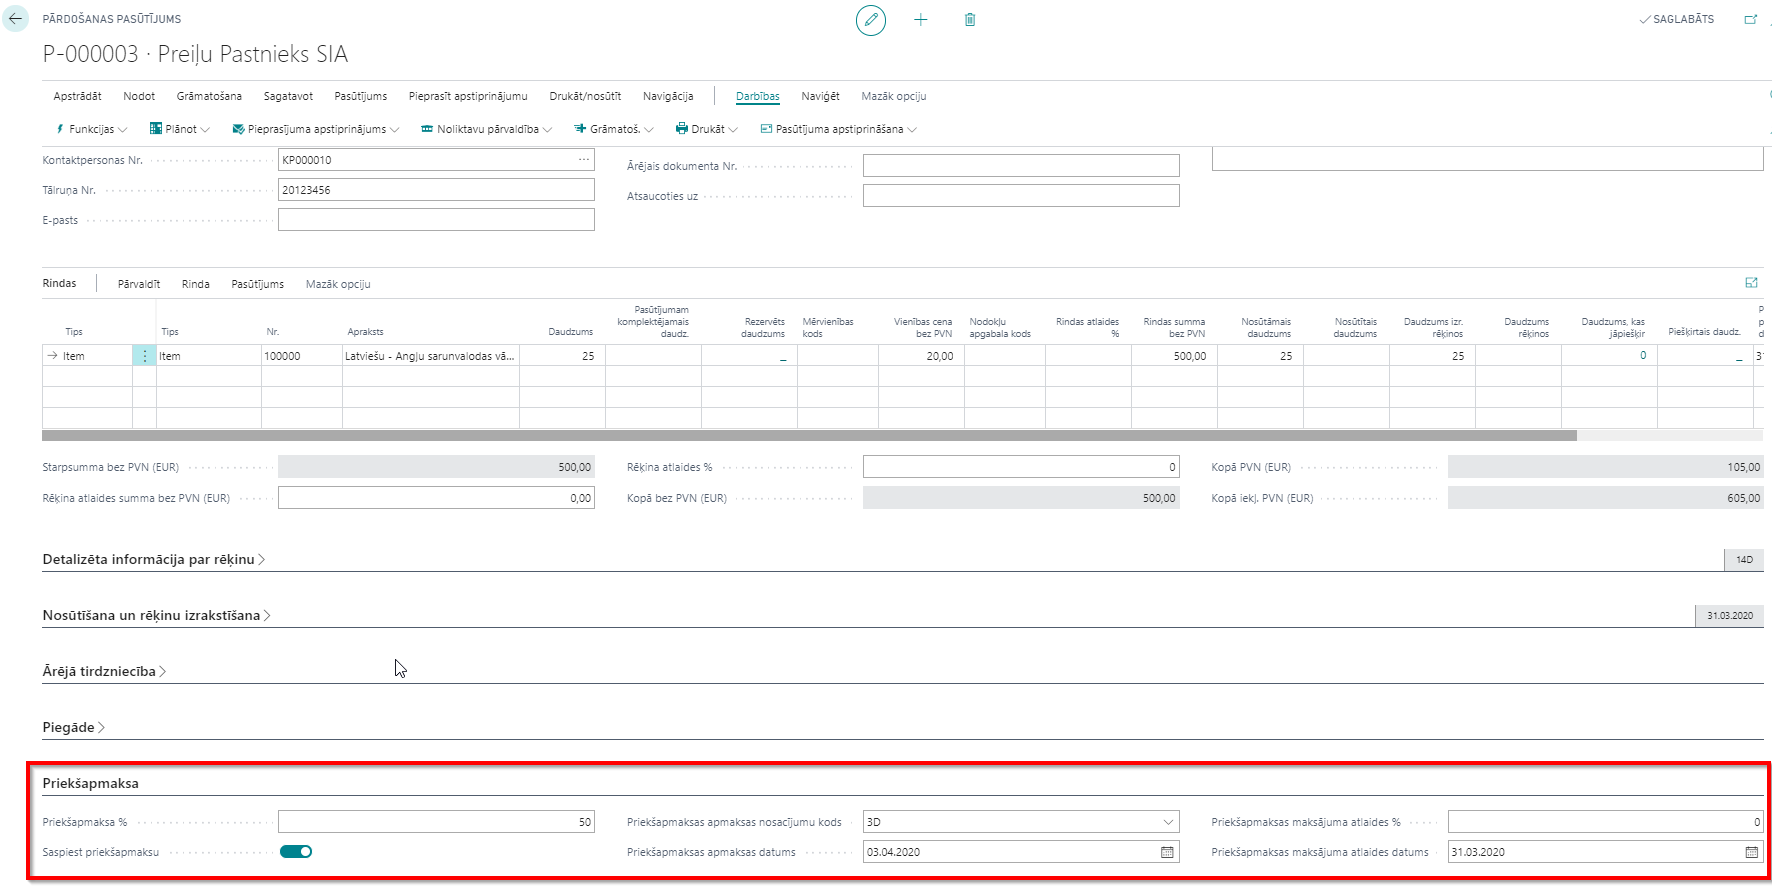 PĀRDOŠANAS PASŪTĪJUMS
SAGLABĀTS
P-000003 · Preiļu Pastnieks SIA
Apstrādāt Nodot Grāmatošana Sagatavot Pasūtījums Pieprasīt apstiprinājumu Drukāt/nosūtīt Navigācija Darbības Naviģēt Mazāk opciju
Funkcijas Plānot Pieprasījuma apstiprinājums Noliktavu pārvaldība Grāmatoš. Drukāt Pasūtījuma apstiprināšana
Kontaktpersonas Nr. KP000010 ... Ārējais dokumenta Nr.
Tālruņa Nr. 20123456 Atsaucoties uz
E-pasts
Rindas Pārvaldīt Rinda Pasūtījums Mazāk opciju
Tips Tips Nr. Apraksts Daudzums Pasūtījumam komplektējamais daudz. Rezervēts daudzums Mērvienības kods Vienības cena bez PVN Nodokļu apgabala kods Rindas atlaides % Rindas summa bez PVN Nosūtāmais daudzums Nosūtītais daudzums Daudzums izr. rēķinos Daudzums rēķinos Daudzums, kas jāpiešķir Piešķirtais daudz. P p d
Item Item 100000 Latviešu - Angļu sarunvalodas vā... 25 _ 20,00 500,00 25 25 0 _ 3
Starpsumma bez PVN (EUR) 500,00 Rēķina atlaides % 0 Kopā PVN (EUR) 105,00
Rēķina atlaides summa bez PVN (EUR) 0,00 Kopā bez PVN (EUR) 500,00 Kopā iekļ. PVN (EUR) 605,00
Detalizēta informācija par rēķinu 14D
Nosūtīšana un rēķinu izrakstīšana 31.03.2020
Ārējā tirdzniecība
Piegāde
Priekšapmaksa
Priekšapmaksa % 50 Priekšapmaksas apmaksas nosacījumu kods 3D Priekšapmaksas maksājuma atlaides % 0
Saspiest priekšapmaksu Priekšapmaksas apmaksas datums 03.04.2020 Priekšapmaksas maksājuma atlaides datums 31.03.2020